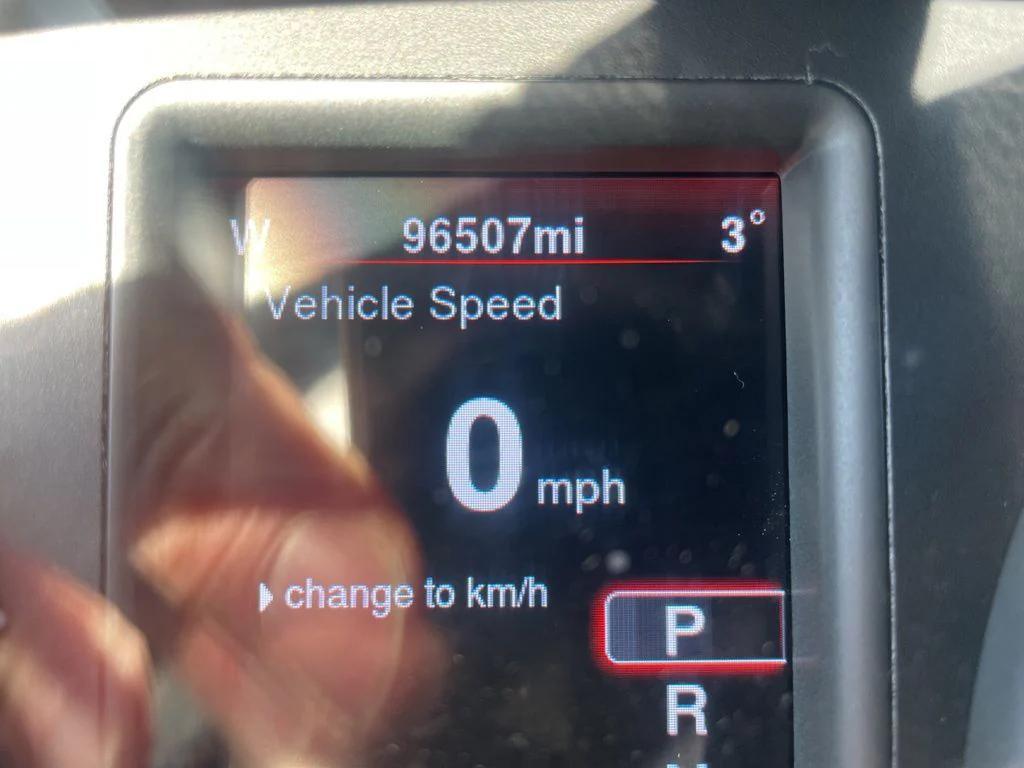 W 96507mi 3°
Vehicle Speed
0 mph
change to km/h
P
R